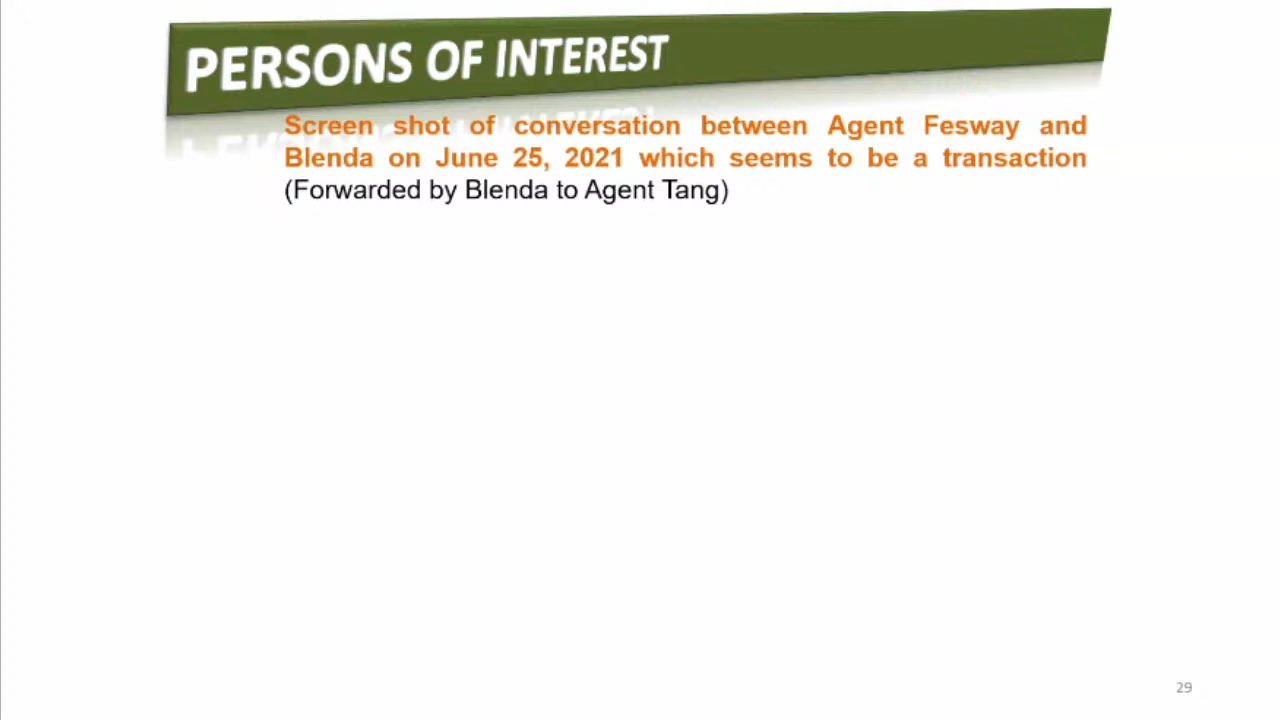 PERSONS OF INTEREST
Screen shot of conversation between Agent Fesway and
Blenda on June 25, 2021 which seems to be a transaction
(Forwarded by Blenda to Agent Tang)
29